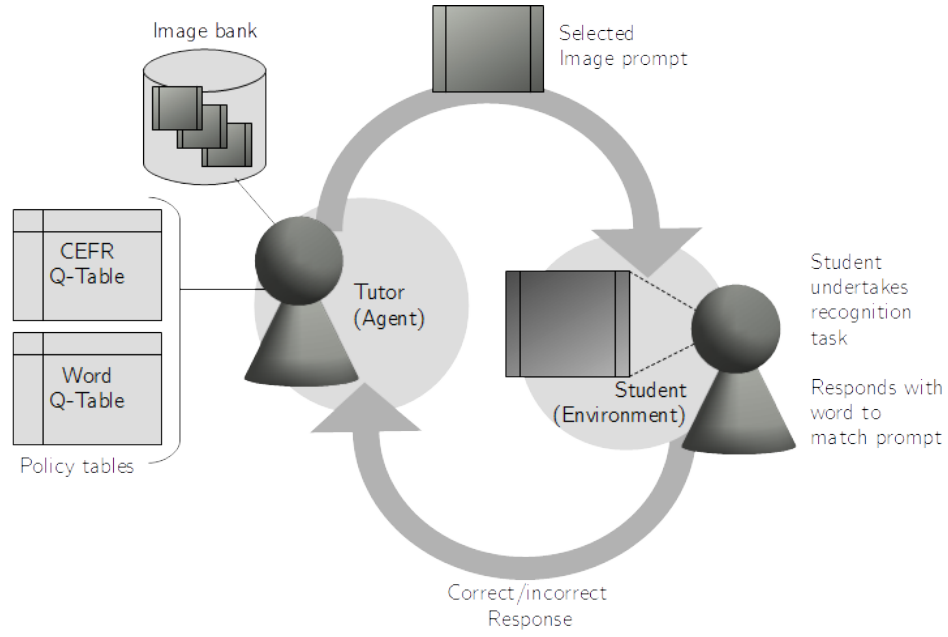 Image bank
Selected
Image prompt
CEFR
Q-Table
Word
Q-Table
Policy tables
Tutor
(Agent)
Student
(Environment)
Student
undertakes
recognition
task
Responds with
word to
match prompt
Correct/incorrect
Response